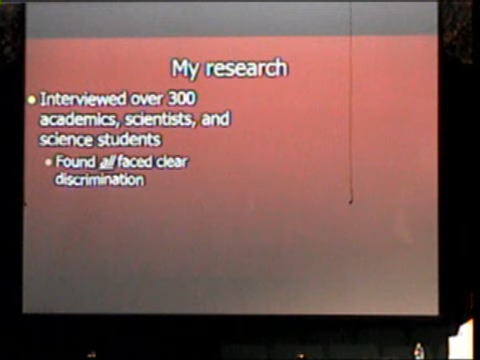 My research
• Interviewed over 300
academics, scientists, and
science students
• Found all faced clear
discrimination